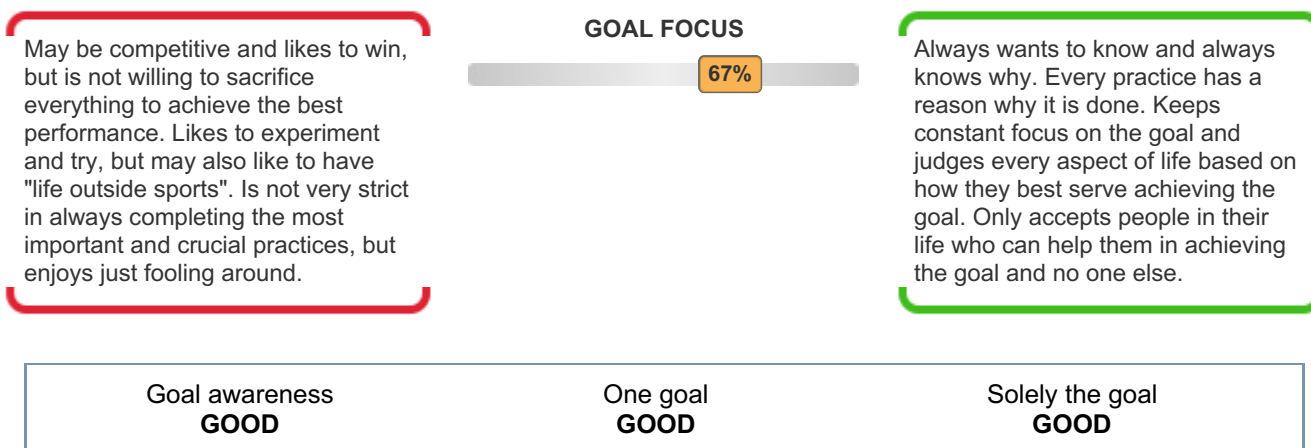 May be competitive and likes to win,
but is not willing to sacrifice
everything to achieve the best
performance. Likes to experiment
and try, but may also like to have
"life outside sports". Is not very strict
in always completing the most
important and crucial practices, but
enjoys just fooling around.
GOAL FOCUS
67%
Always wants to know and always
knows why. Every practice has a
reason why it is done. Keeps
constant focus on the goal and
judges every aspect of life based on
how they best serve achieving the
goal. Only accepts people in their
life who can help them in achieving
the goal and no one else.
Goal awareness
GOOD
One goal
GOOD
Solely the goal
GOOD